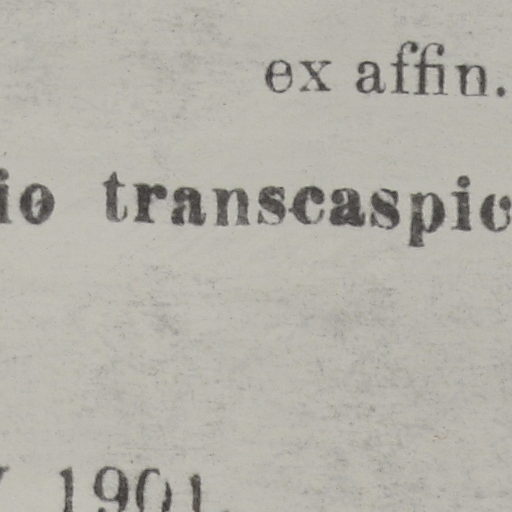 ex affin.
io transcaspic
1901.